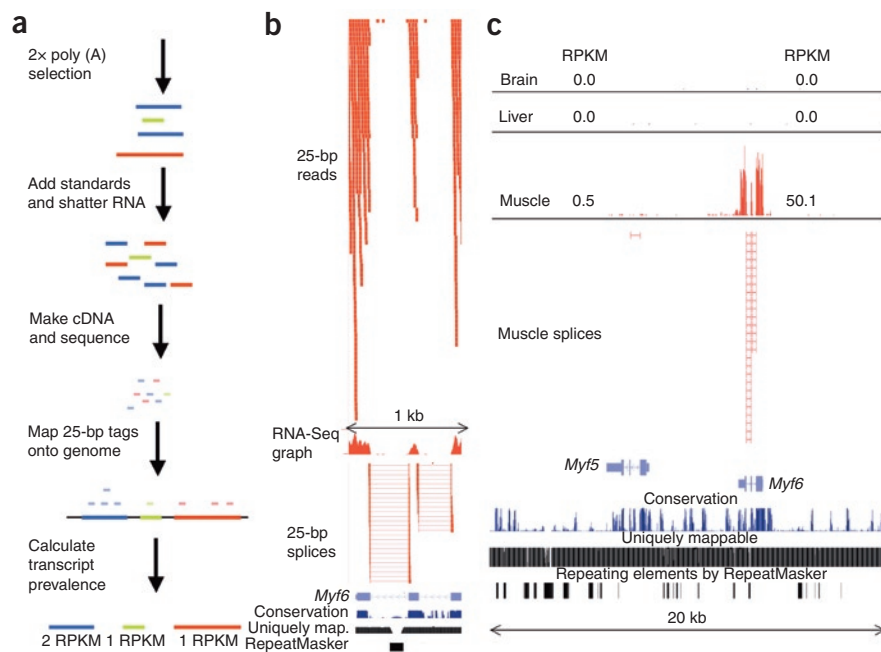 a
2× poly (A)
selection
Add standards
and shatter RNA
Make cDNA
and sequence
Map 25-bp tags
onto genome
Calculate
transcript
prevalence
2 RPKM 1 RPKM 1 RPKM
b
25-bp
reads
1 kb
RNA-Seq
graph
25-bp
splices
Myf6
Conservation
Uniquely map.
RepeatMasker
c
RPKM RPKM
Brain 0.0 0.0
Liver 0.0 0.0
Muscle 0.5 50.1
Muscle splices
Myf5
Myf6
Conservation
Uniquely mappable
Repeating elements by RepeatMasker
20 kb